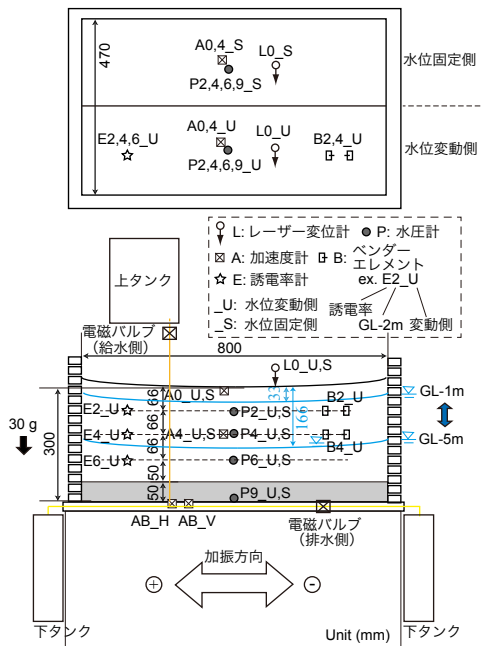 470
A0,4_S
L0_S
P2,4,6,9_S
水位固定側
E2,4,6_U
A0,4_U
L0_U
B2,4_U
P2,4,6,9_U
水位変動側
L: レーザー変位計
P: 水圧計
A: 加速度計
B: ベンダーエレメント
E: 誘電率計
ex. E2_U
_U: 水位変動側
誘電率
GL-2m
変動側
_S: 水位固定側
上タンク
電磁バルブ
（給水側）
800
L0_U,S
A0_U,S
33
GL-1m
66
E2_U
P2_U,S
B2_U
66
166
30 g
300
E4_U
A4_U,S
P4_U,S
B4_U
GL-5m
66
E6_U
P6_U,S
50
50
P9_U,S
AB_H
AB_V
電磁バルブ
（排水側）
加振方向
+
-
下タンク
Unit (mm)
下タンク